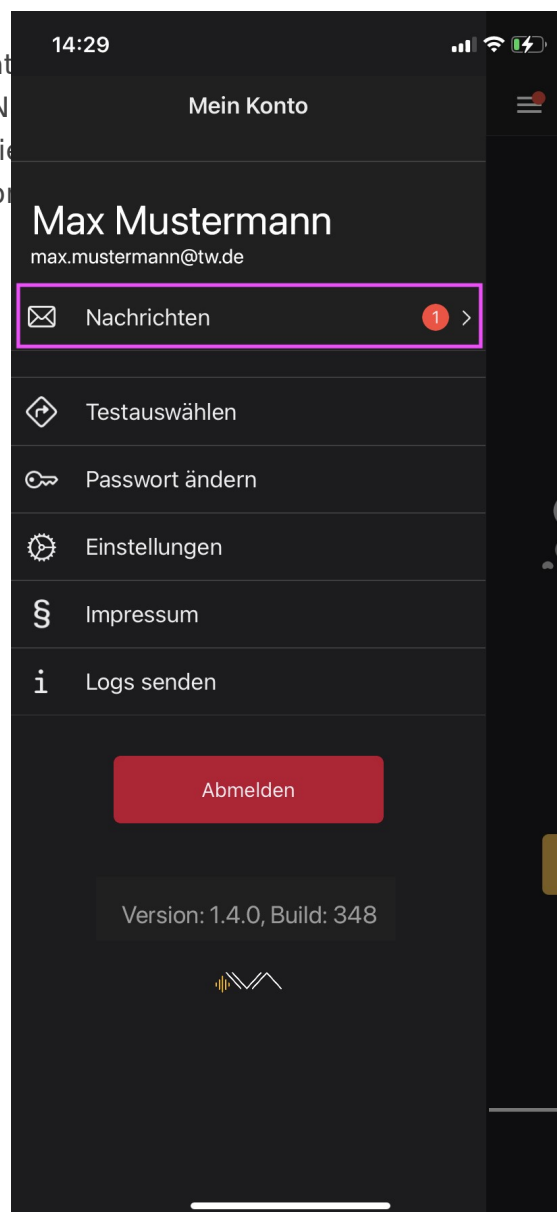 14:29
Mein Konto
Max Mustermann
max.mustermann@tw.de
Nachrichten 1
Testauswählen
Passwort ändern
Einstellungen
§ Impressum
i Logs senden
Abmelden
Version: 1.4.0, Build: 348